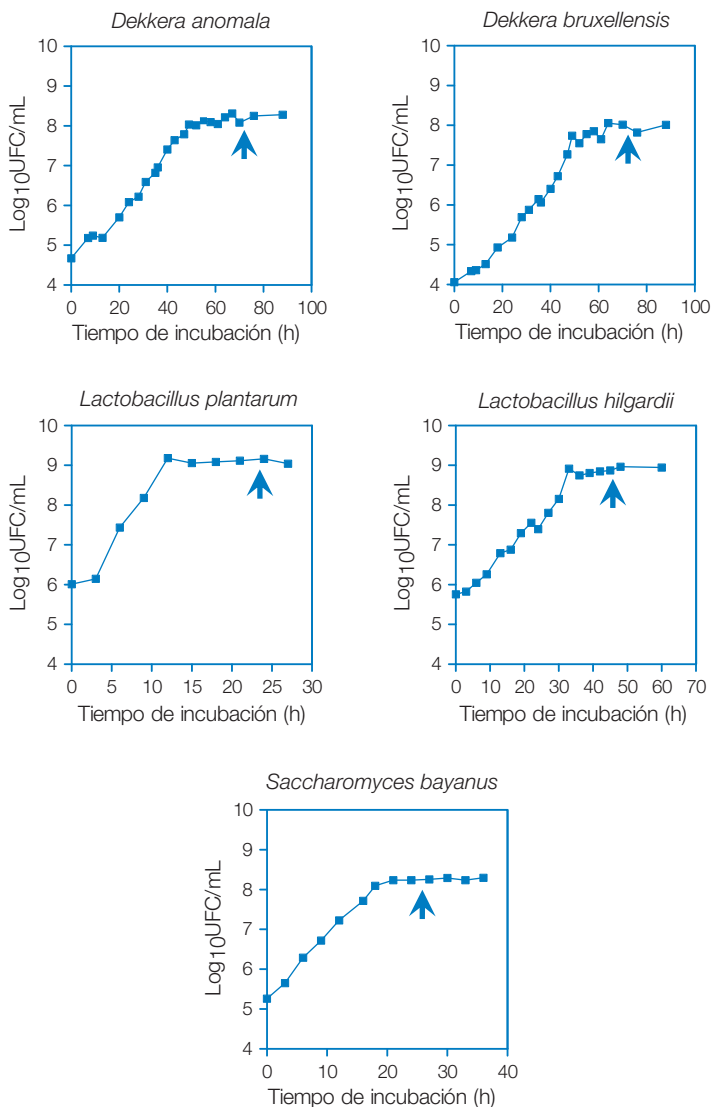 Dekkera anomala
10
9
8
7
6
5
4
Log10UFC/mL
0 20 40 60 80 100
Tiempo de incubación (h)
Dekkera bruxellensis
10
9
8
7
6
5
4
Log10UFC/mL
0 20 40 60 80 100
Tiempo de incubación (h)
Lactobacillus plantarum
10
9
8
7
6
5
4
Log10UFC/mL
0 5 10 15 20 25 30
Tiempo de incubación (h)
Lactobacillus hilgardii
10
9
8
7
6
5
4
Log10UFC/mL
0 10 20 30 40 50 60 70
Tiempo de incubación (h)
Saccharomyces bayanus
10
9
8
7
6
5
4
Log10UFC/mL
0 10 20 30 40
Tiempo de incubación (h)